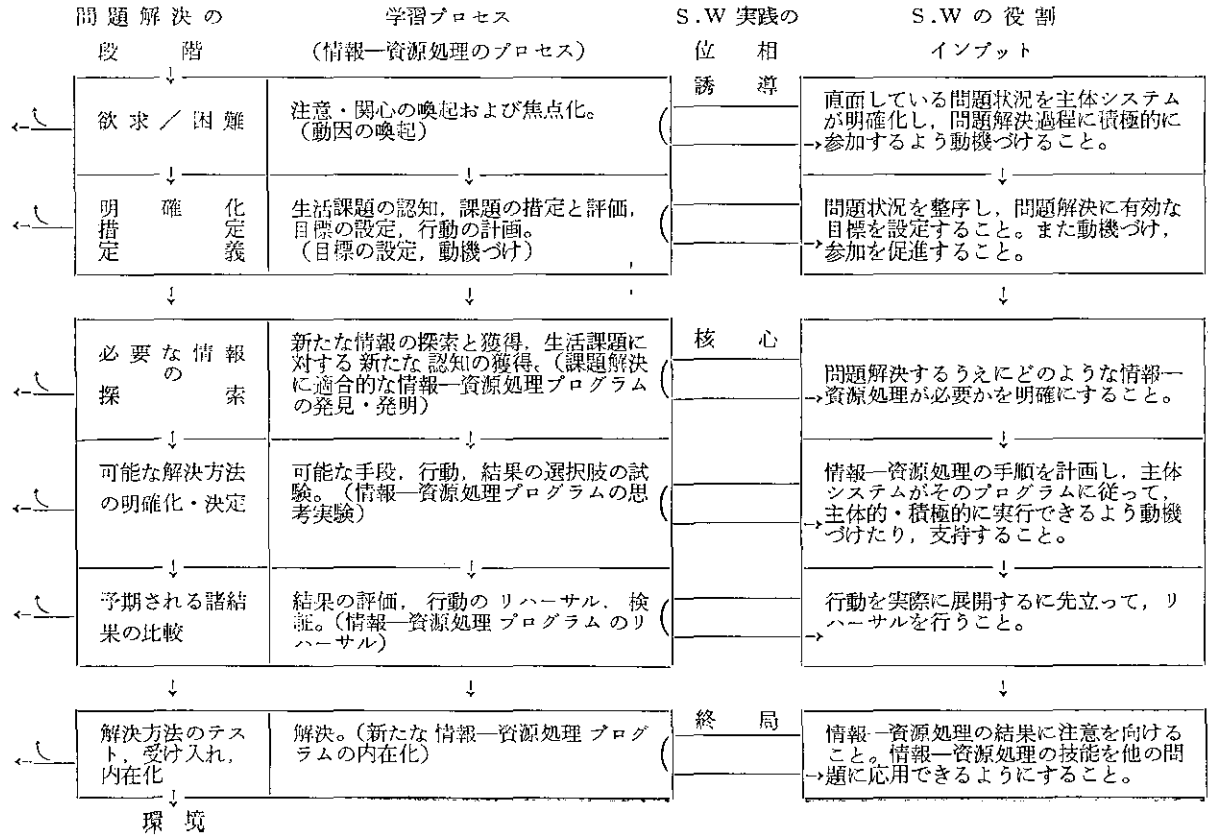 問題解決の
段階
学習プロセス
(情報―資源処理のプロセス)
S.W 実践の
位相
S.W の役割
インプット
誘導
欲求／困難
注意・関心の喚起および焦点化。
(動因の喚起)
直面している問題状況を主体システム
が明確化し，問題解決過程に積極的に
参加するよう動機づけること。
明確化
措定
定義
生活課題の認知，課題の措定と評価，
目標の設定，行動の計画。
(目標の設定，動機づけ)
問題状況を整序し，問題解決に有効な
目標を設定すること。また動機づけ，
参加を促進すること。
必要な情報
の
探索
新たな情報の探索と獲得，生活課題に
対する 新たな 認知の獲得。(課題解決
に適合的な情報―資源処理プログラム
の発見・発明)
核心
問題解決するうえにどのような情報―
資源処理が必要かを明確にすること。
可能な解決方法
の明確化・決定
可能な手段，行動，結果の選択肢の試
験。(情報―資源処理プログラムの思
考実験)
情報―資源処理の手順を計画し，主体
システムがそのプログラムに従って，
主体的・積極的に実行できるよう動機
づけたり，支持すること。
予期される諸結
果の比較
結果の評価， 行動の リハーサル， 検
証。(情報―資源処理 プログラム のリ
ハーサル)
行動を実際に展開するに先立って，リ
ハーサルを行うこと。
解決方法のテス
ト，受け入れ，
内在化
解決。(新たな 情報―資源処理 プログ
ラムの内在化)
終局
情報―資源処理の結果に注意を向ける
こと。情報―資源処理の技能を他の問
題に応用できるようにすること。
環境